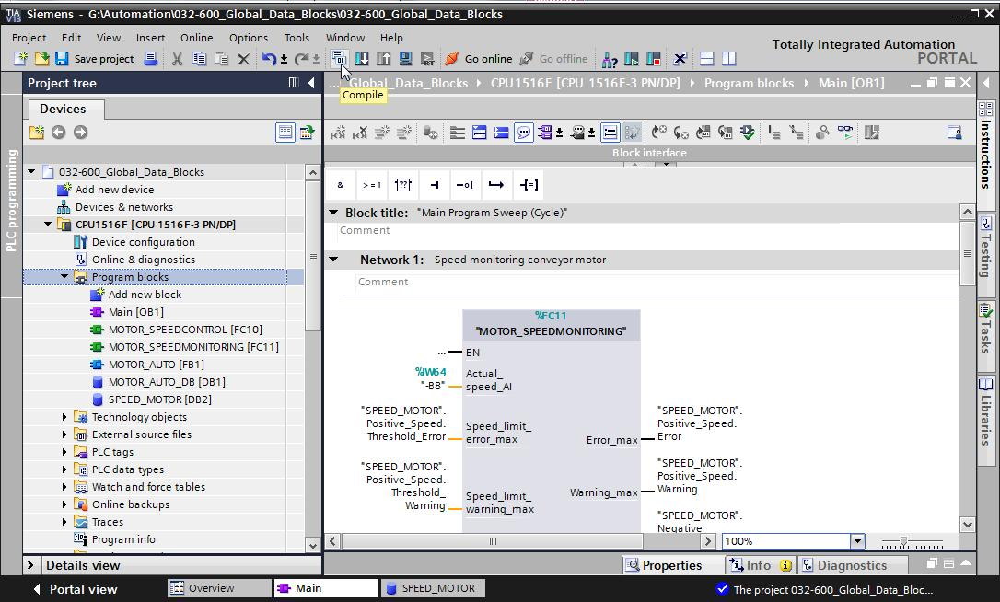 TIA
V13
Siemens - G:\Automation\032-600_Global_Data_Blocks\032-600_Global_Data_Blocks
Project Edit View Insert Online Options Tools Window Help
Totally Integrated Automation
PORTAL
Save project
Go online
Go offline
Project tree
... Global_Data_Blocks CPU1516F [CPU 1516F-3 PN/DP] Program blocks Main [OB1]
Compile
Devices
PLC programming
Block interface
032-600_Global_Data_Blocks
Add new device
Devices & networks
CPU1516F [CPU 1516F-3 PN/DP]
Device configuration
Online & diagnostics
Program blocks
Add new block
Main [OB1]
MOTOR_SPEEDCONTROL [FC10]
MOTOR_SPEEDMONITORING [FC11]
MOTOR_AUTO [FB1]
MOTOR_AUTO_DB [DB1]
SPEED_MOTOR [DB2]
Technology objects
External source files
PLC tags
PLC data types
Watch and force tables
Online backups
Traces
Program info
Details view
& >=1 [??] -| -o| [=]
Block title: "Main Program Sweep (Cycle)"
Comment
Network 1: Speed monitoring conveyor motor
Comment
%FC11
"MOTOR_SPEEDMONITORING"
... EN
%IW64
"-B8"
Actual_
speed_AI
"SPEED_MOTOR".
Positive_Speed.
Threshold_Error
Speed_limit_
error_max
Error_max
"SPEED_MOTOR".
Positive_Speed.
Error
"SPEED_MOTOR".
Positive_Speed.
Threshold_
Warning
Speed_limit_
warning_max
Warning_max
"SPEED_MOTOR".
Positive_Speed.
Warning
"SPEED_MOTOR".
Negative
100%
Instructions
Testing
Tasks
Libraries
Properties
Info
Diagnostics
Portal view
Overview
Main
SPEED_MOTOR
The project 032-600_Global_Data_Bloc...